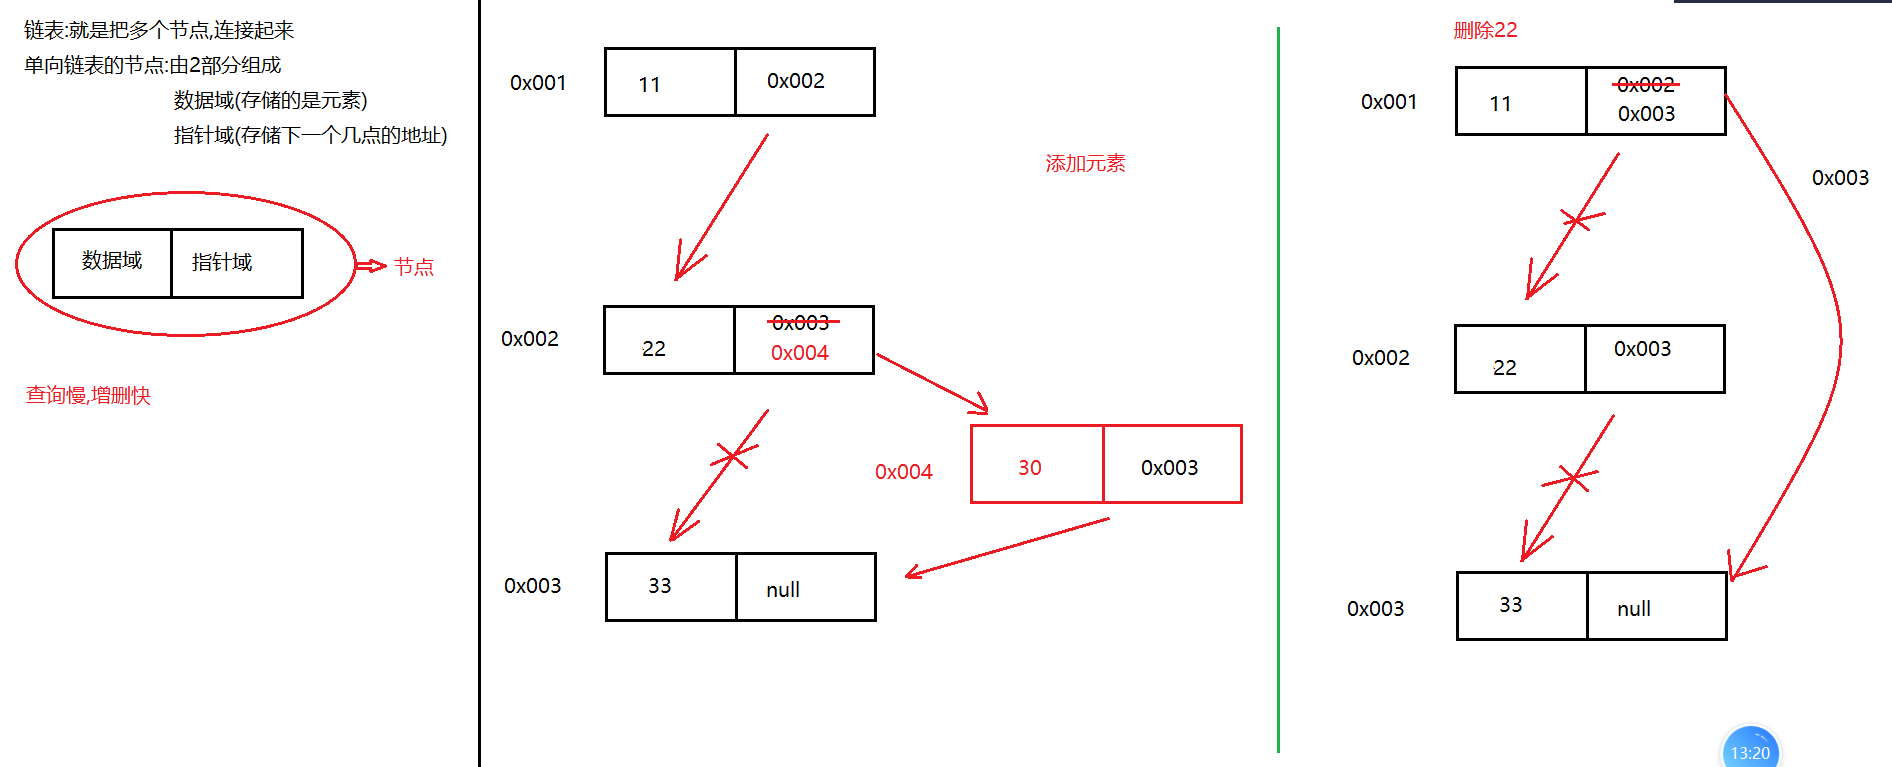 链表:就是把多个节点,连接起来
单向链表的节点:由2部分组成
数据域(存储的是元素)
指针域(存储下一个几点的地址)
数据域
指针域
节点
查询慢,增删快
0x001
11
0x002
添加元素
0x002
22
0x003
0x004
0x004
30
0x003
0x003
33
null
删除22
0x001
11
0x002
0x003
0x003
0x002
22
0x003
0x003
33
null
13:20